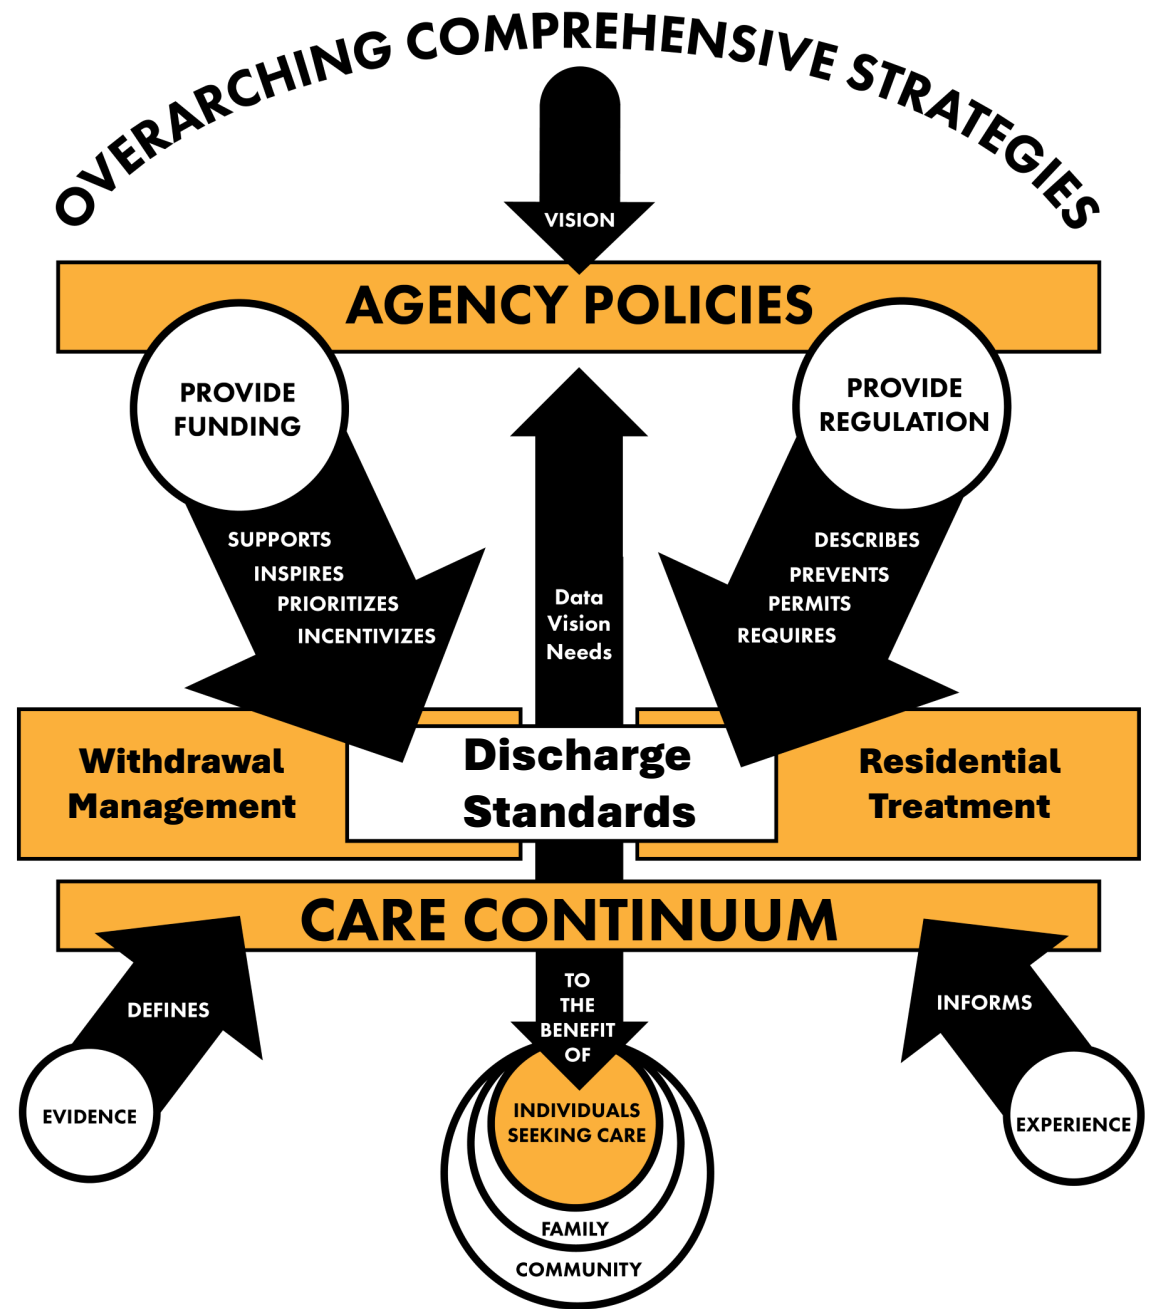 OVERARCHING COMPREHENSIVE STRATEGIES
VISION
AGENCY POLICIES
PROVIDE
FUNDING
PROVIDE
REGULATION
SUPPORTS
INSPIRES
PRIORITIZES
INCENTIVIZES
Data
Vision
Needs
DESCRIBES
PREVENTS
PERMITS
REQUIRES
Withdrawal
Management
Discharge
Standards
Residential
Treatment
CARE CONTINUUM
DEFINES
EVIDENCE
TO
THE
BENEFIT
OF
INFORMS
EXPERIENCE
INDIVIDUALS
SEEKING CARE
FAMILY
COMMUNITY